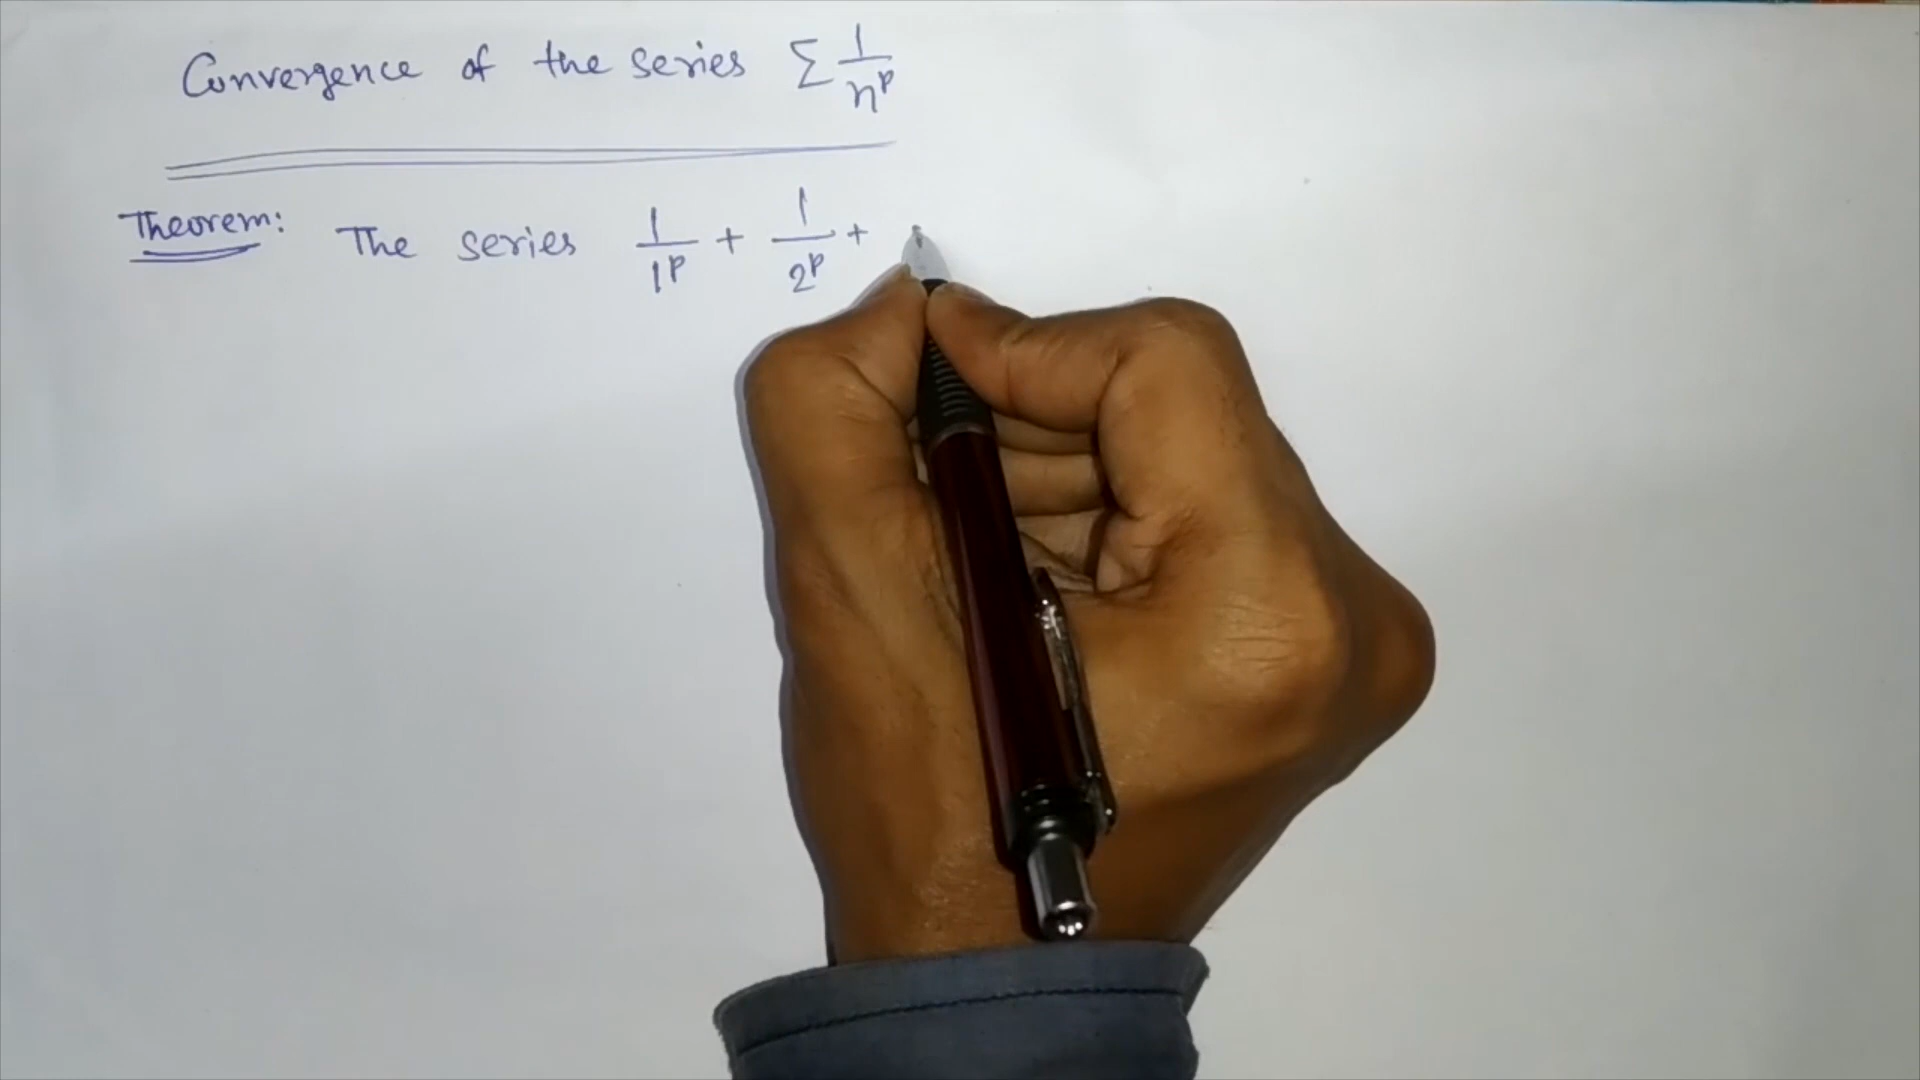 Convergence of the series ∑ 1/n^p
Theorem: The series 1/1^p + 1/2^p +